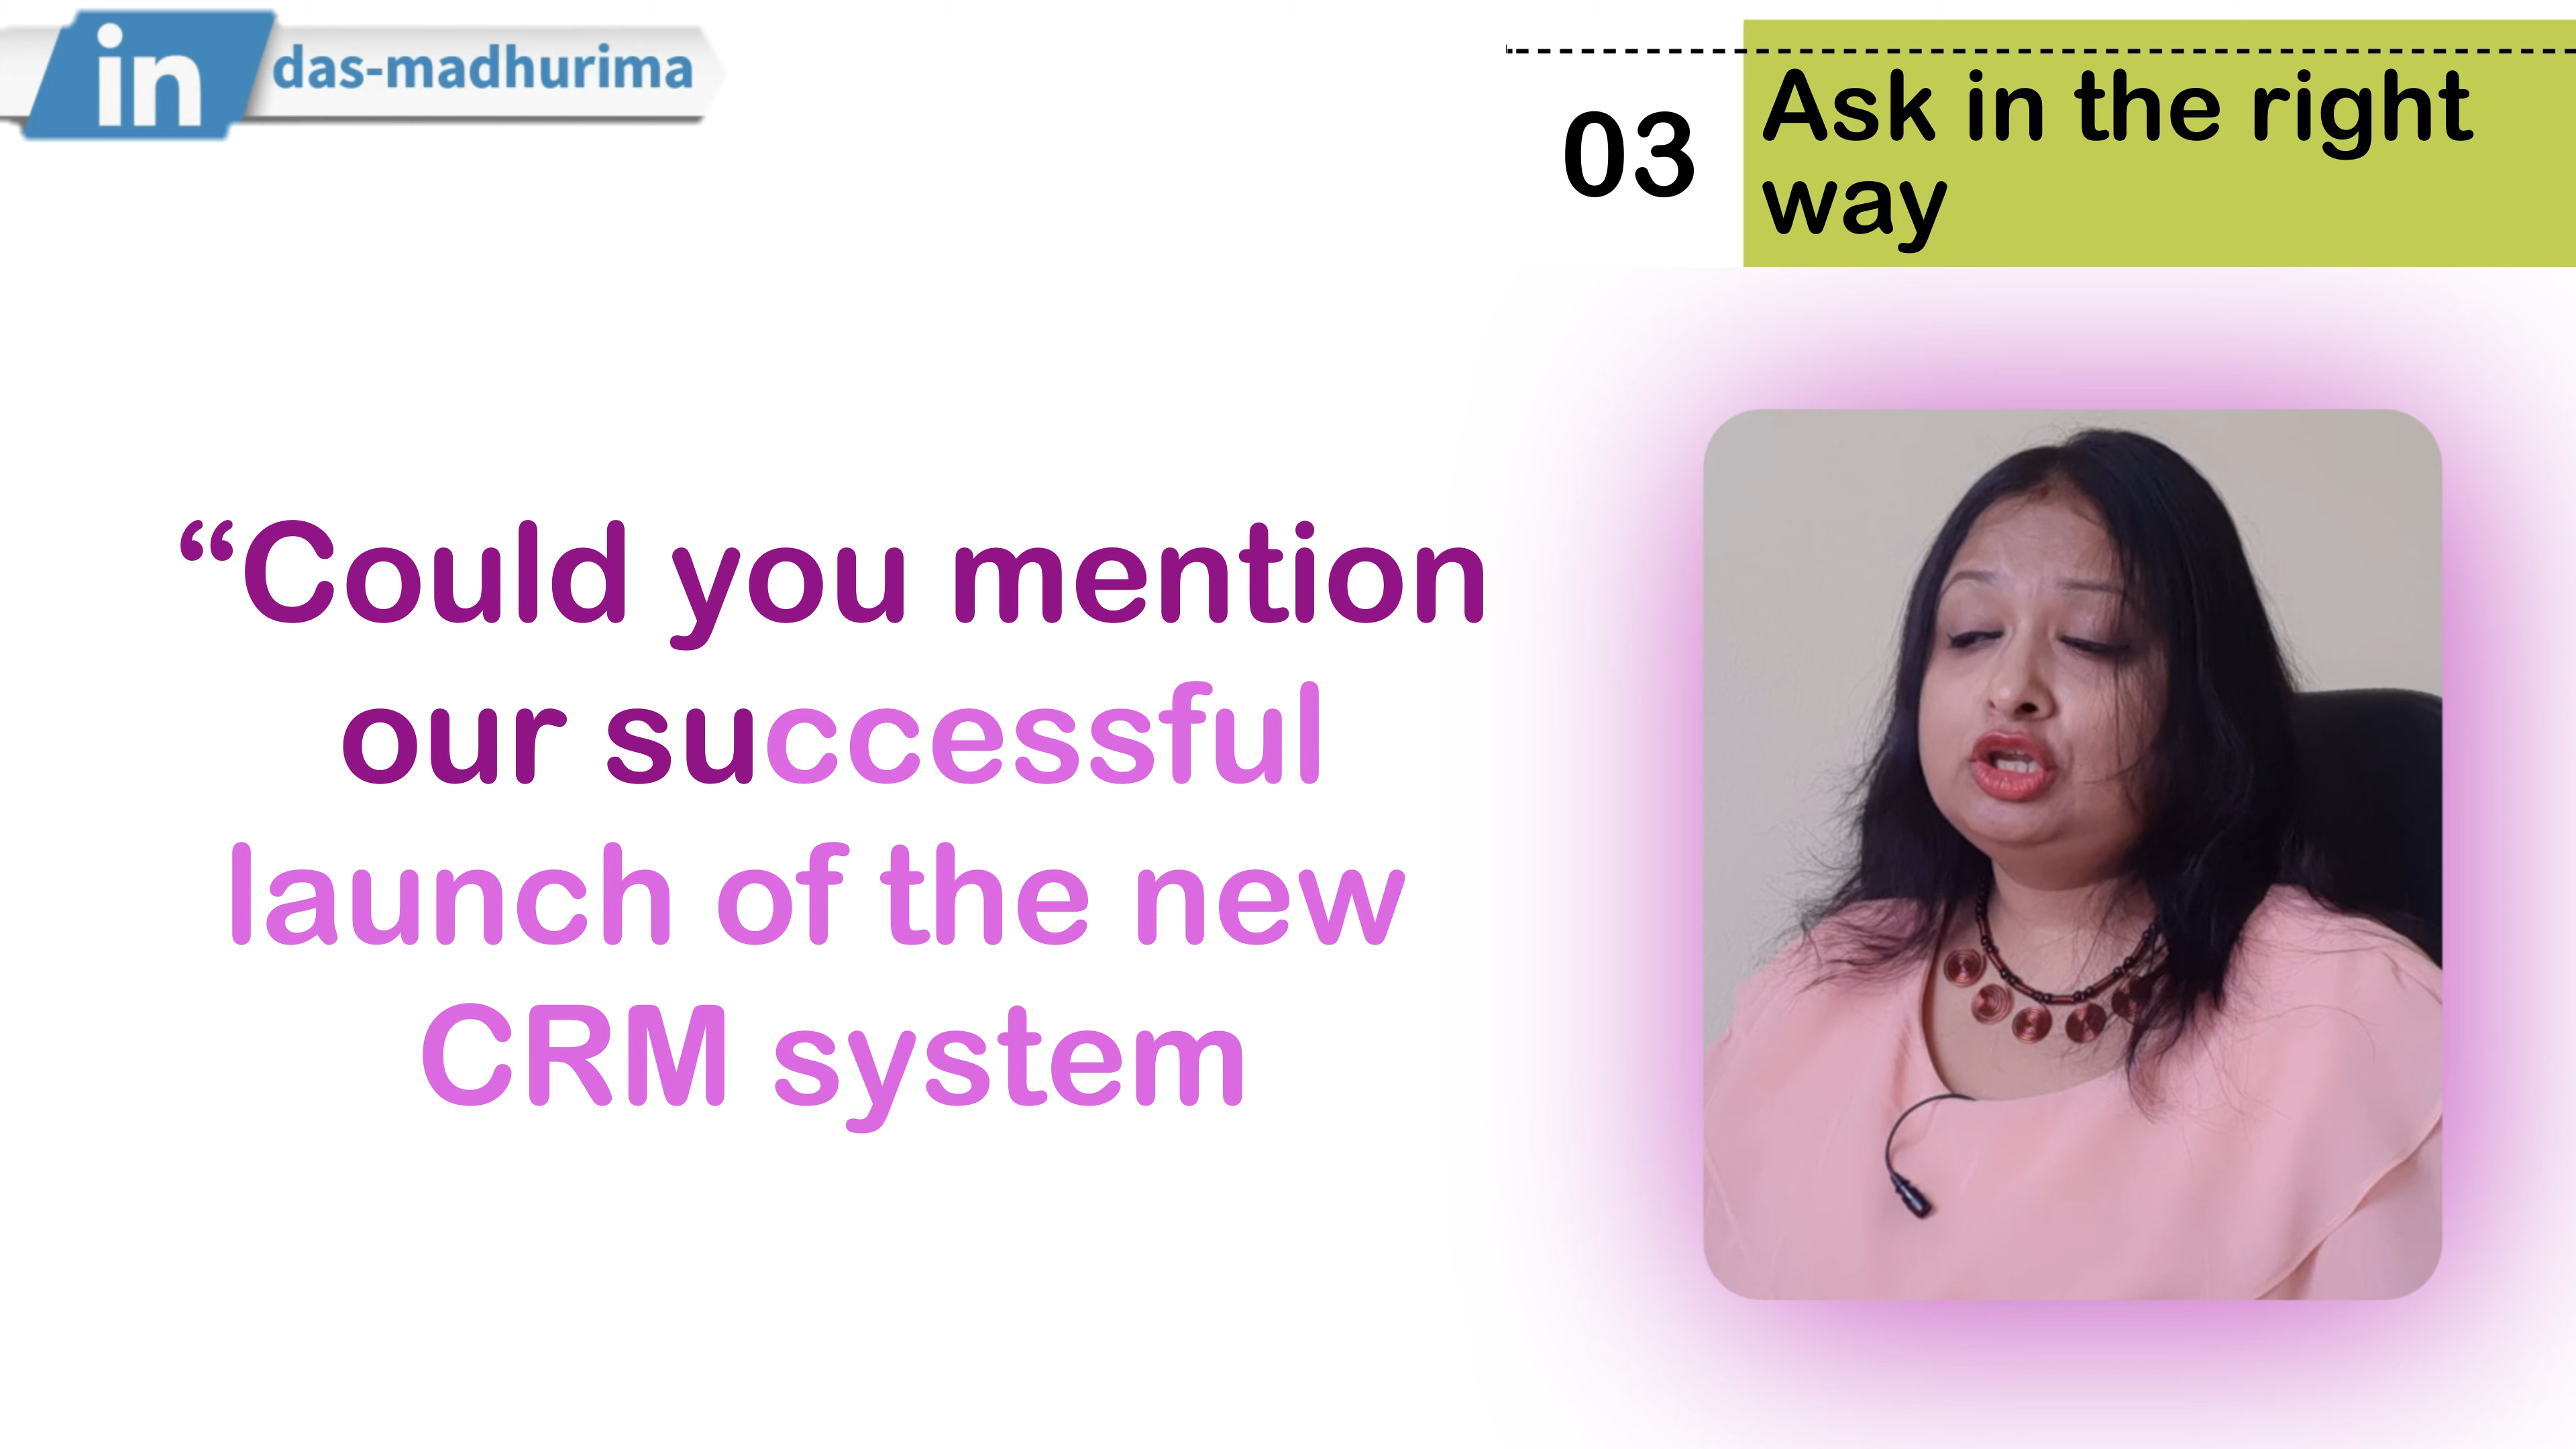 in das-madhurima
03
Ask in the right
way
“Could you mention
our successful
launch of the new
CRM system